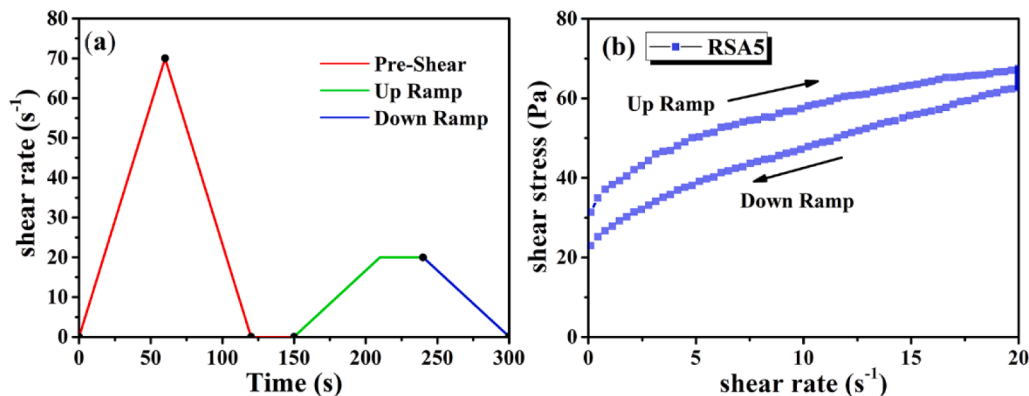 (a)
Pre-Shear
Up Ramp
Down Ramp
80
70
60
50
40
30
20
10
0
shear rate (s⁻¹)
0
50
100
150
200
250
300
Time (s)
(b)
RSA5
Up Ramp
Down Ramp
80
60
40
20
0
shear stress (Pa)
0
5
10
15
20
shear rate (s⁻¹)